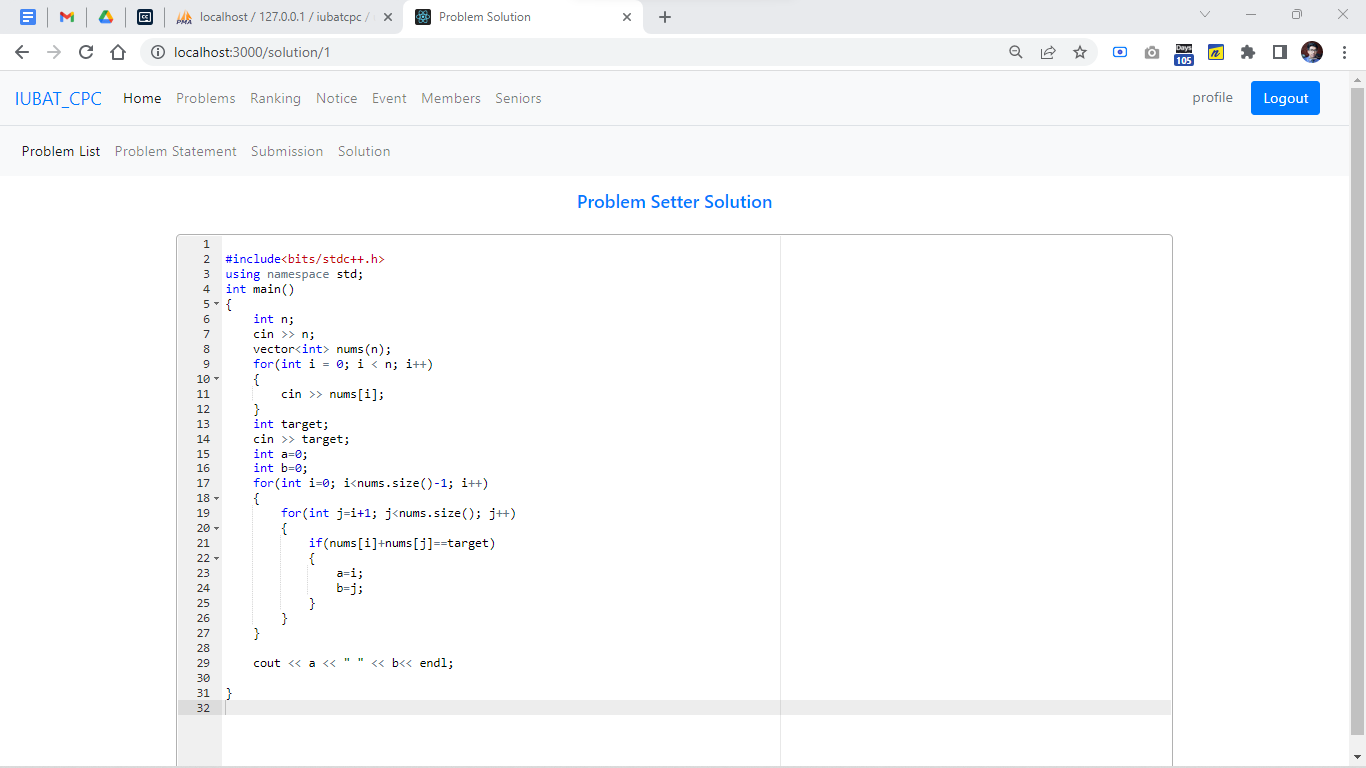 localhost / 127.0.0.1 / iubatcpc /
Problem Solution
localhost:3000/solution/1
Days
105
IUBAT_CPC Home Problems Ranking Notice Event Members Seniors profile Logout
Problem List Problem Statement Submission Solution
Problem Setter Solution
1
2 #include<bits/stdc++.h>
3 using namespace std;
4 int main()
5 {
6 int n;
7 cin >> n;
8 vector<int> nums(n);
9 for(int i = 0; i < n; i++)
10 {
11 cin >> nums[i];
12 }
13 int target;
14 cin >> target;
15 int a=0;
16 int b=0;
17 for(int i=0; i<nums.size()-1; i++)
18 {
19 for(int j=i+1; j<nums.size(); j++)
20 {
21 if(nums[i]+nums[j]==target)
22 {
23 a=i;
24 b=j;
25 }
26 }
27 }
28
29 cout << a << " " << b<< endl;
30
31 }
32